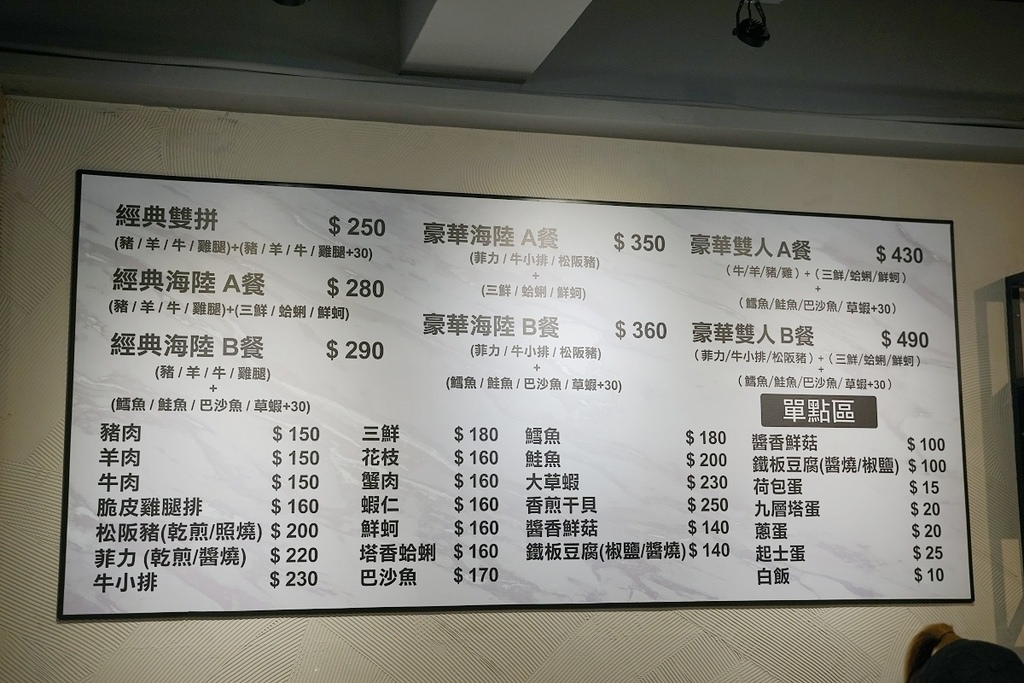 經典雙拼 $250
(豬/羊/牛/雞腿)+(豬/羊/牛/雞腿+30)
經典海陸 A餐 $280
(豬/羊/牛/雞腿)+(三鮮/蛤蜊/鮮蚵)
經典海陸 B餐 $290
(豬/羊/牛/雞腿)
+
(鱈魚/鮭魚/巴沙魚/草蝦+30)
豪華海陸 A餐 $350
(菲力/牛小排/松阪豬)
+
(三鮮/蛤蜊/鮮蚵)
豪華海陸 B餐 $360
(菲力/牛小排/松阪豬)
+
(鱈魚/鮭魚/巴沙魚/草蝦+30)
豪華雙人 A餐 $430
(牛/羊/豬/雞)+(三鮮/蛤蜊/鮮蚵)
+
(鱈魚/鮭魚/巴沙魚/草蝦+30)
豪華雙人 B餐 $490
(菲力/牛小排/松阪豬)+(三鮮/蛤蜊/鮮蚵)
+
(鱈魚/鮭魚/巴沙魚/草蝦+30)
豬肉 $150
羊肉 $150
牛肉 $150
脆皮雞腿排 $160
松阪豬(乾煎/照燒) $200
菲力 (乾煎/醬燒) $220
牛小排 $230
三鮮 $180
花枝 $160
蟹肉 $160
蝦仁 $160
鮮蚵 $160
塔香蛤蜊 $160
巴沙魚 $170
鱈魚 $180
鮭魚 $200
大草蝦 $230
香煎干貝 $250
醬香鮮菇 $140
鐵板豆腐(椒鹽/醬燒) $140
單點區
醬香鮮菇 $100
鐵板豆腐(醬燒/椒鹽) $100
荷包蛋 $15
九層塔蛋 $20
蔥蛋 $20
起士蛋 $25
白飯 $10